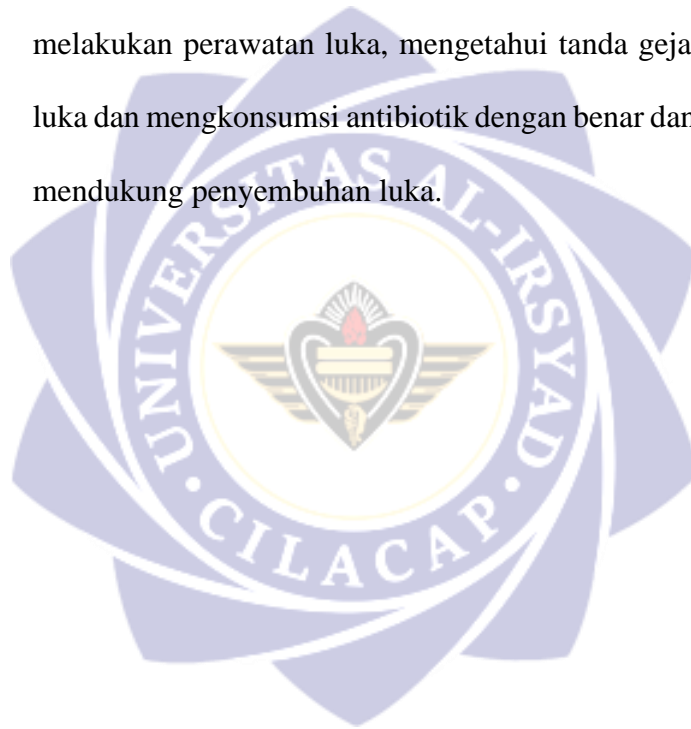 melakukan perawatan luka, mengetahui tanda geja
luka dan mengkonsumsi antibiotik dengan benar dan
mendukung penyembuhan luka.
UNIVERSITAS AL-IRSYAD
CILACAP